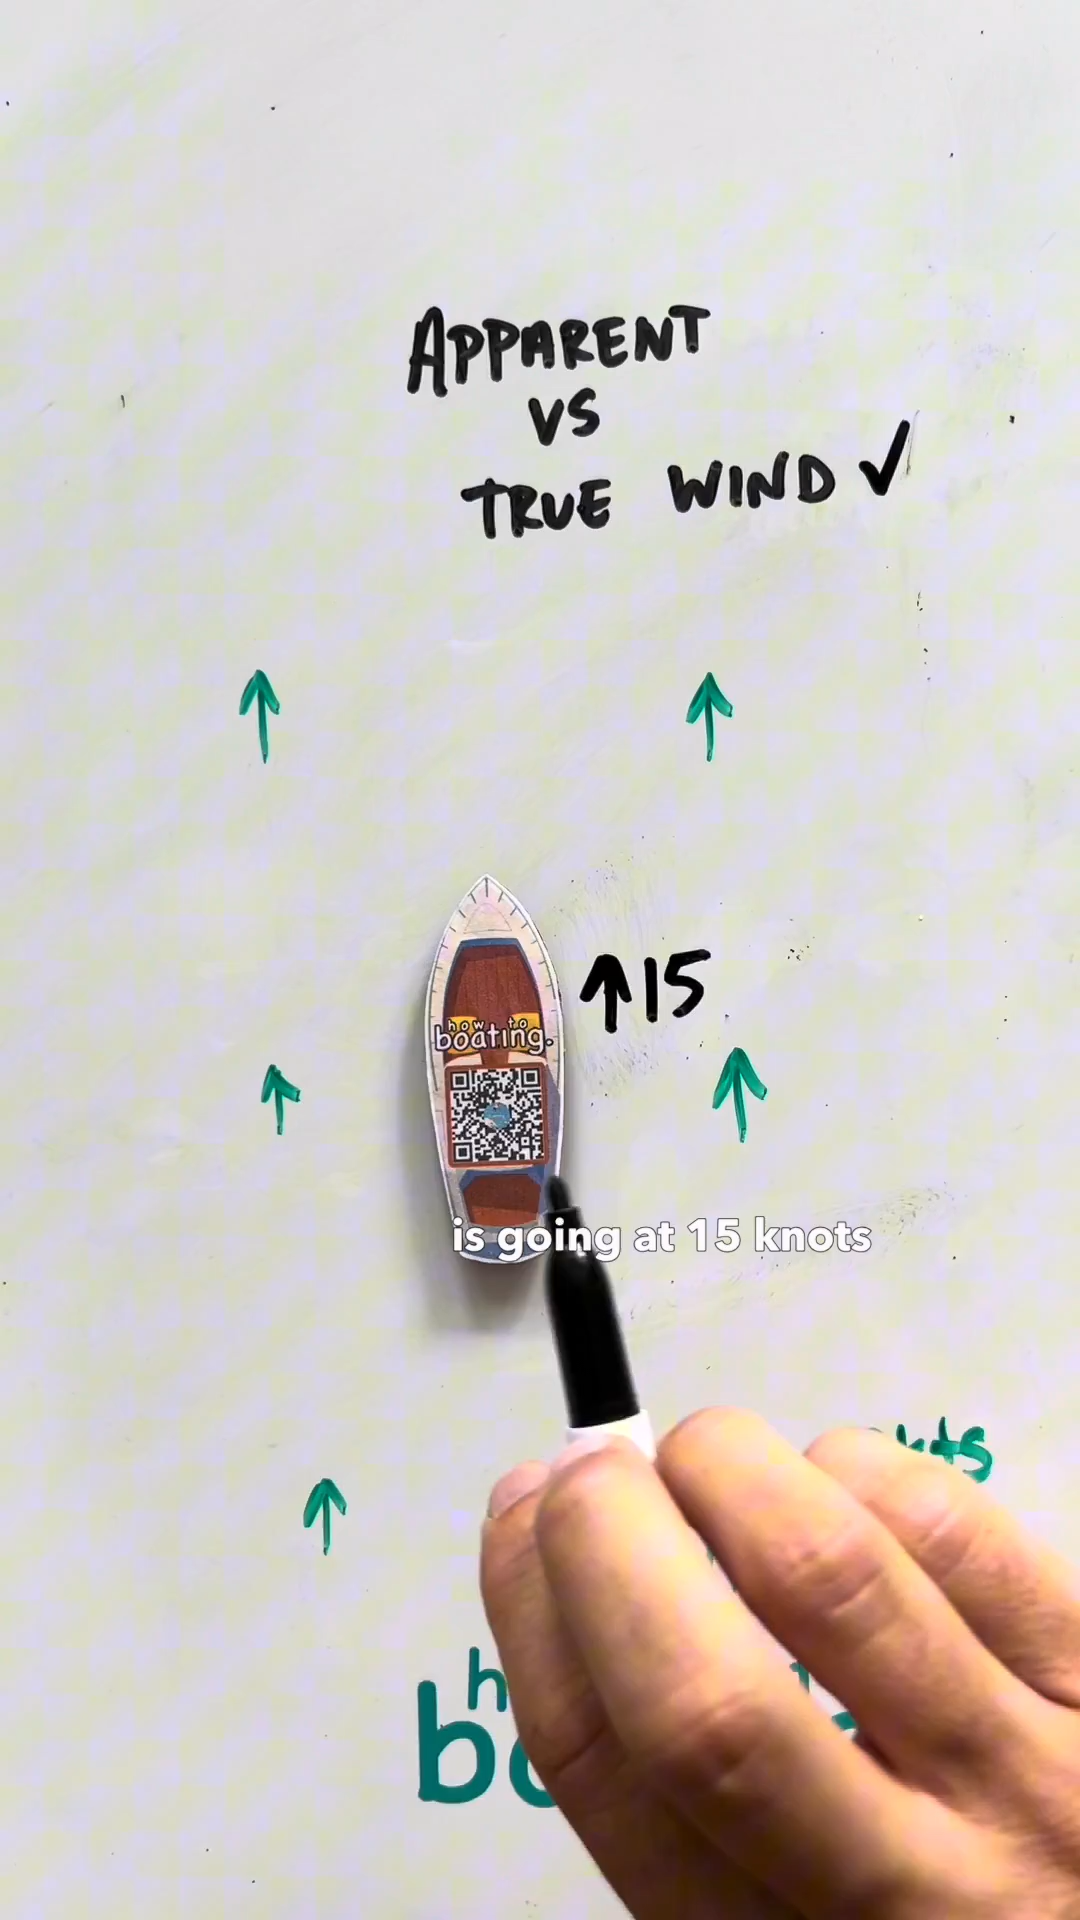 APPARENT
VS
TRUE WIND ✓
↑15
how to
boating.
is going at 15 knots